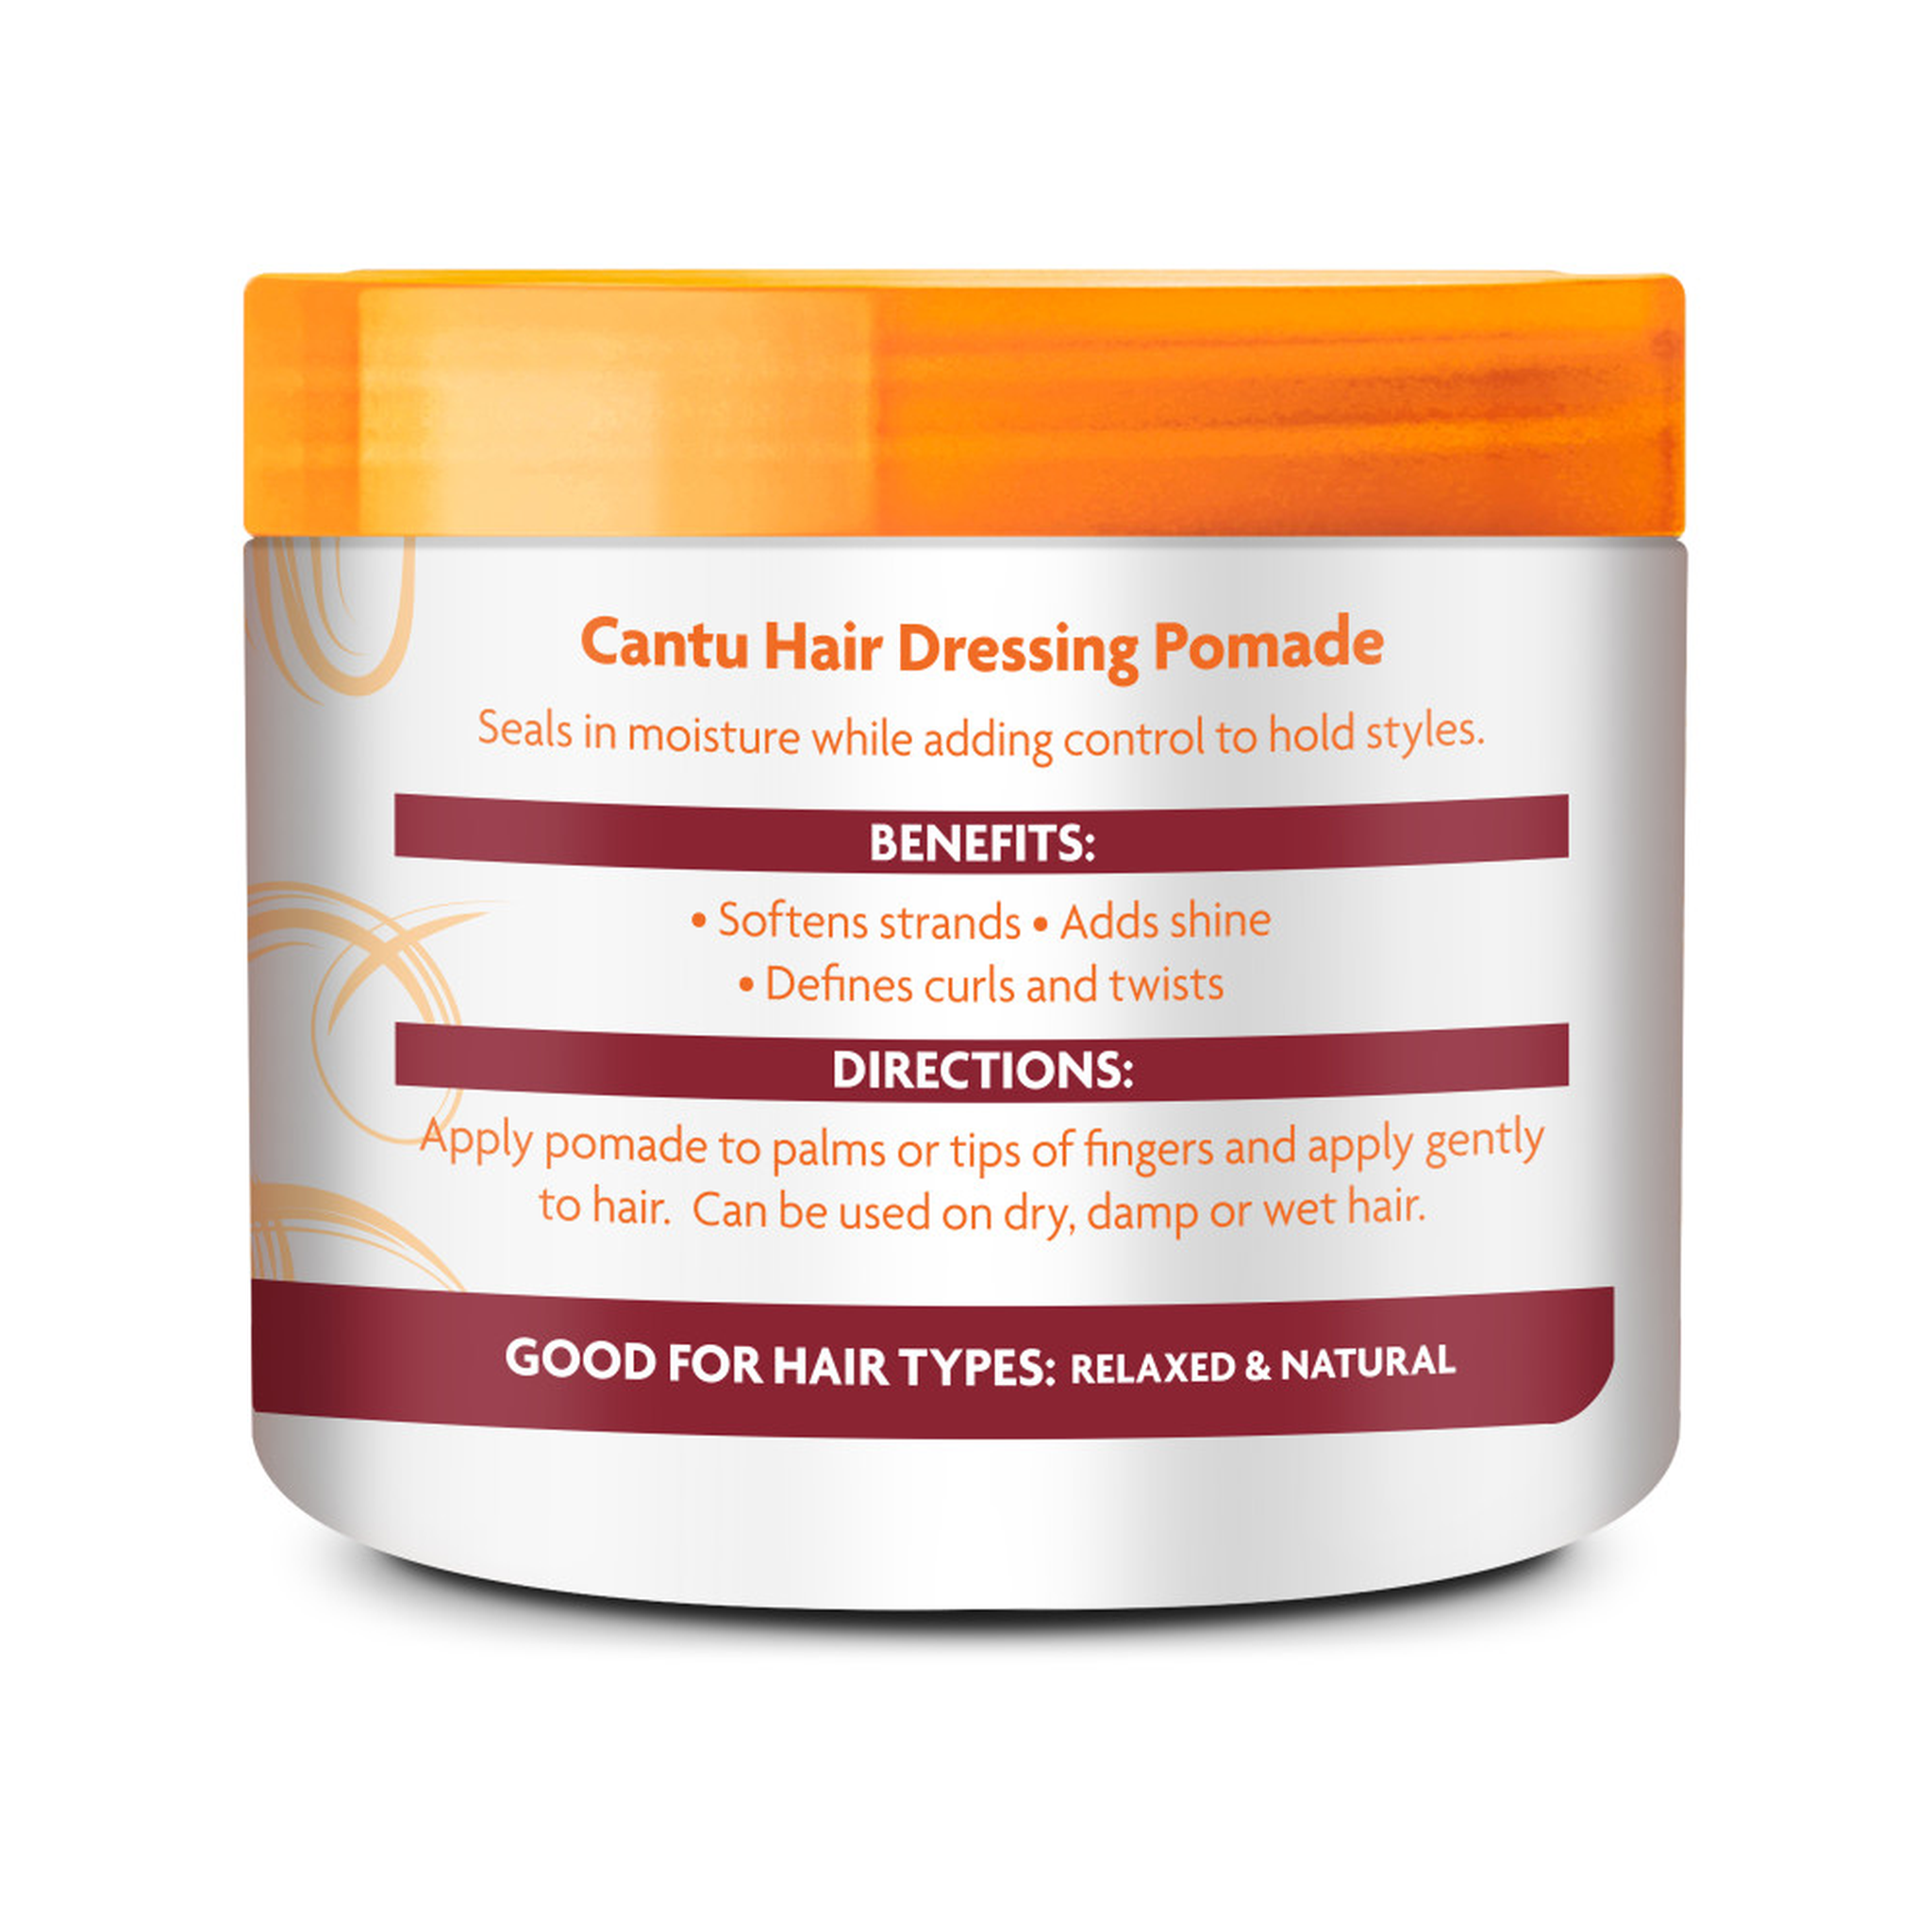 Cantu Hair Dressing Pomade
Seals in moisture while adding control to hold styles.
BENEFITS:
• Softens strands • Adds shine
• Defines curls and twists
DIRECTIONS:
Apply pomade to palms or tips of fingers and apply gently
to hair. Can be used on dry, damp or wet hair.
GOOD FOR HAIR TYPES: RELAXED & NATURAL